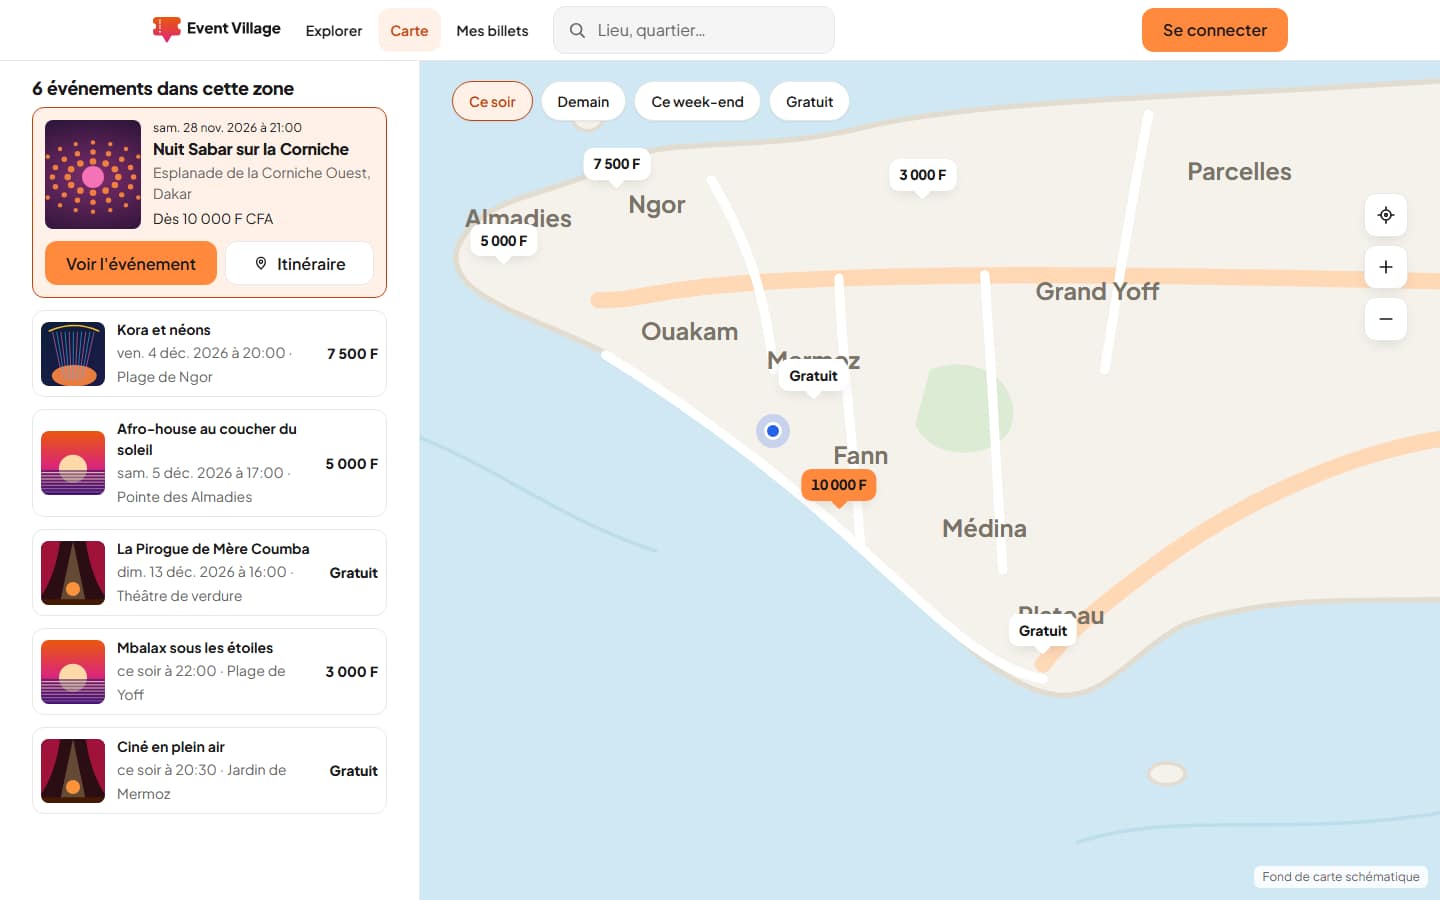 Event Village
Explorer
Carte
Mes billets
Lieu, quartier...
Se connecter
6 événements dans cette zone
sam. 28 nov. 2026 à 21:00
Nuit Sabar sur la Corniche
Esplanade de la Corniche Ouest,
Dakar
Dès 10 000 F CFA
Voir l'événement
Itinéraire
Kora et néons
ven. 4 déc. 2026 à 20:00 ·
Plage de Ngor
7 500 F
Afro-house au coucher du
soleil
sam. 5 déc. 2026 à 17:00 ·
Pointe des Almadies
5 000 F
La Pirogue de Mère Coumba
dim. 13 déc. 2026 à 16:00 ·
Théâtre de verdure
Gratuit
Mbalax sous les étoiles
ce soir à 22:00 · Plage de
Yoff
3 000 F
Ciné en plein air
ce soir à 20:30 · Jardin de
Mermoz
Gratuit
Ce soir
Demain
Ce week-end
Gratuit
7 500 F
3 000 F
Parcelles
Ngor
Almadies
5 000 F
Grand Yoff
Ouakam
Mermoz
Gratuit
Fann
10 000 F
Médina
Plateau
Gratuit
Fond de carte schématique